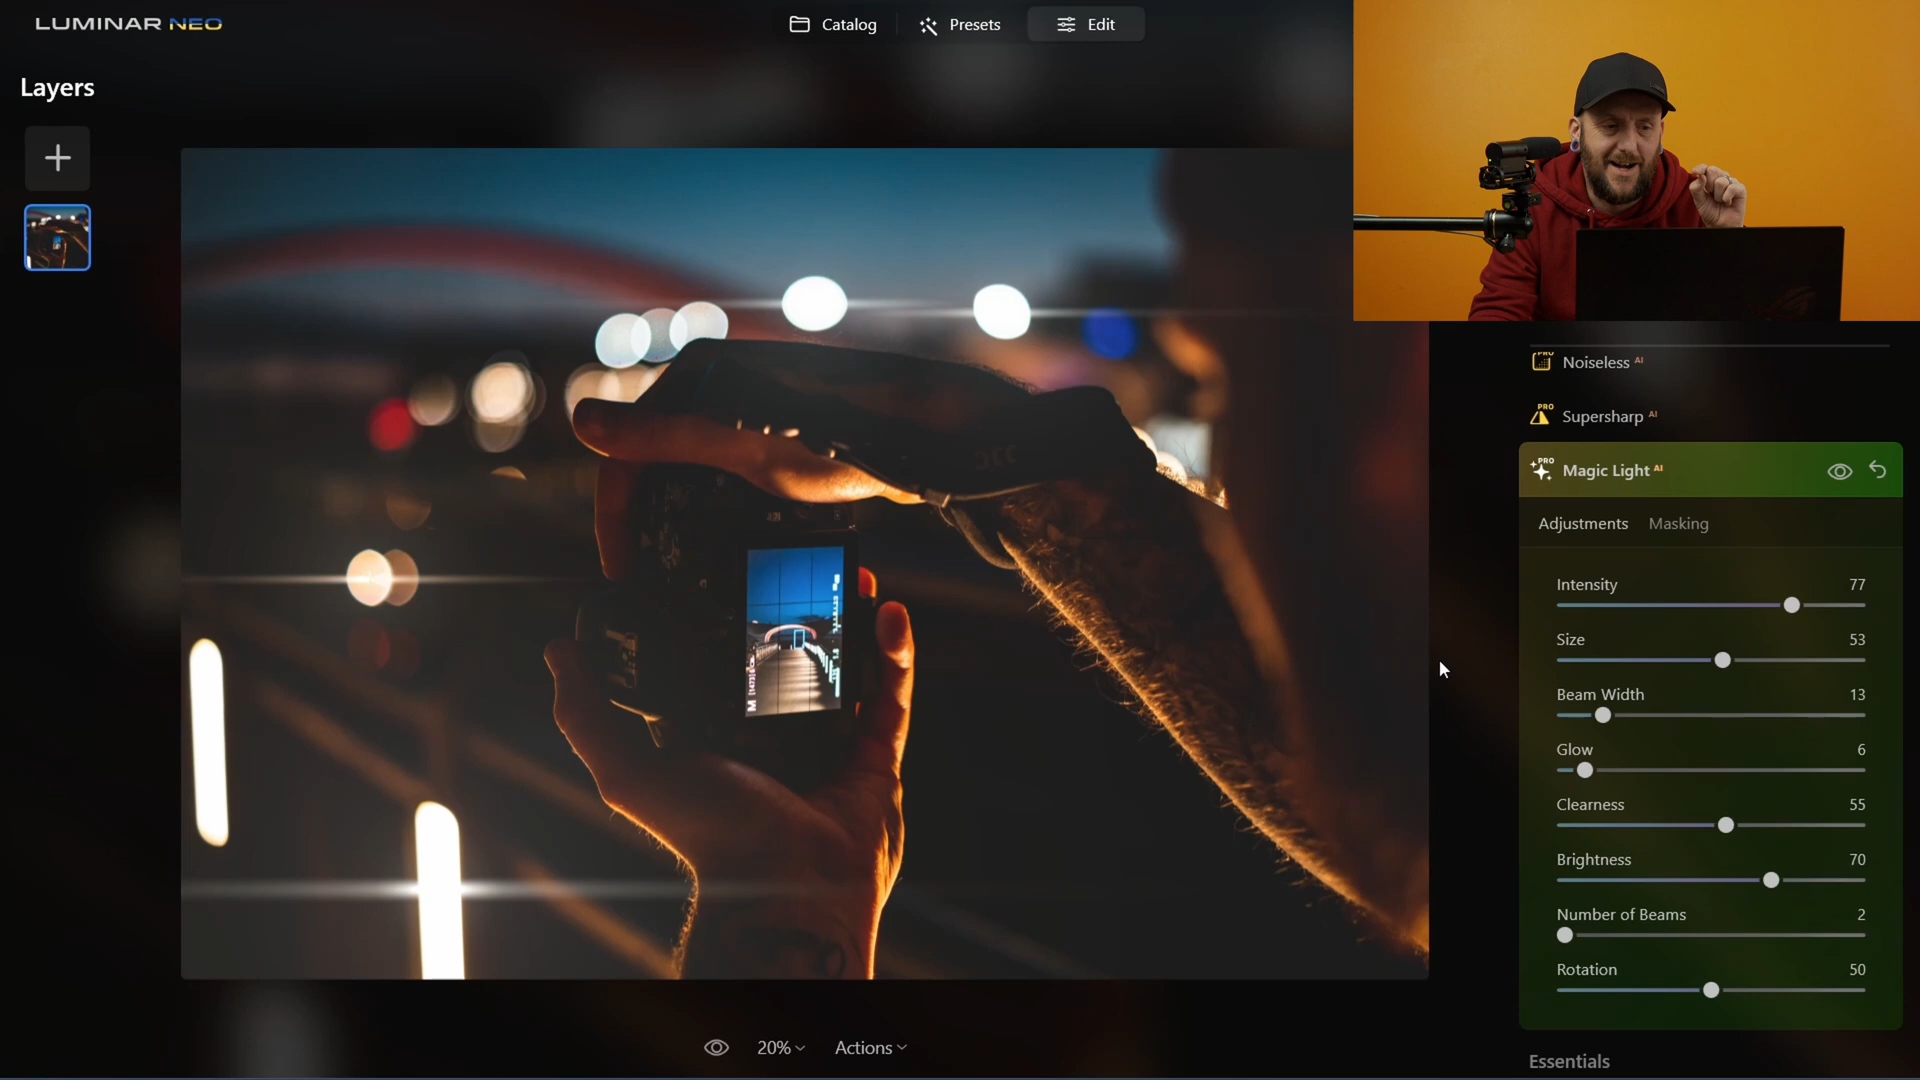 LUMINAR NEO
Catalog
Presets
Edit
Layers
PRO
Noiseless AI
PRO
Supersharp AI
PRO
Magic Light AI
Adjustments
Masking
Intensity 77
Size 53
Beam Width 13
Glow 6
Clearness 55
Brightness 70
Number of Beams 2
Rotation 50
20%
Actions
Essentials